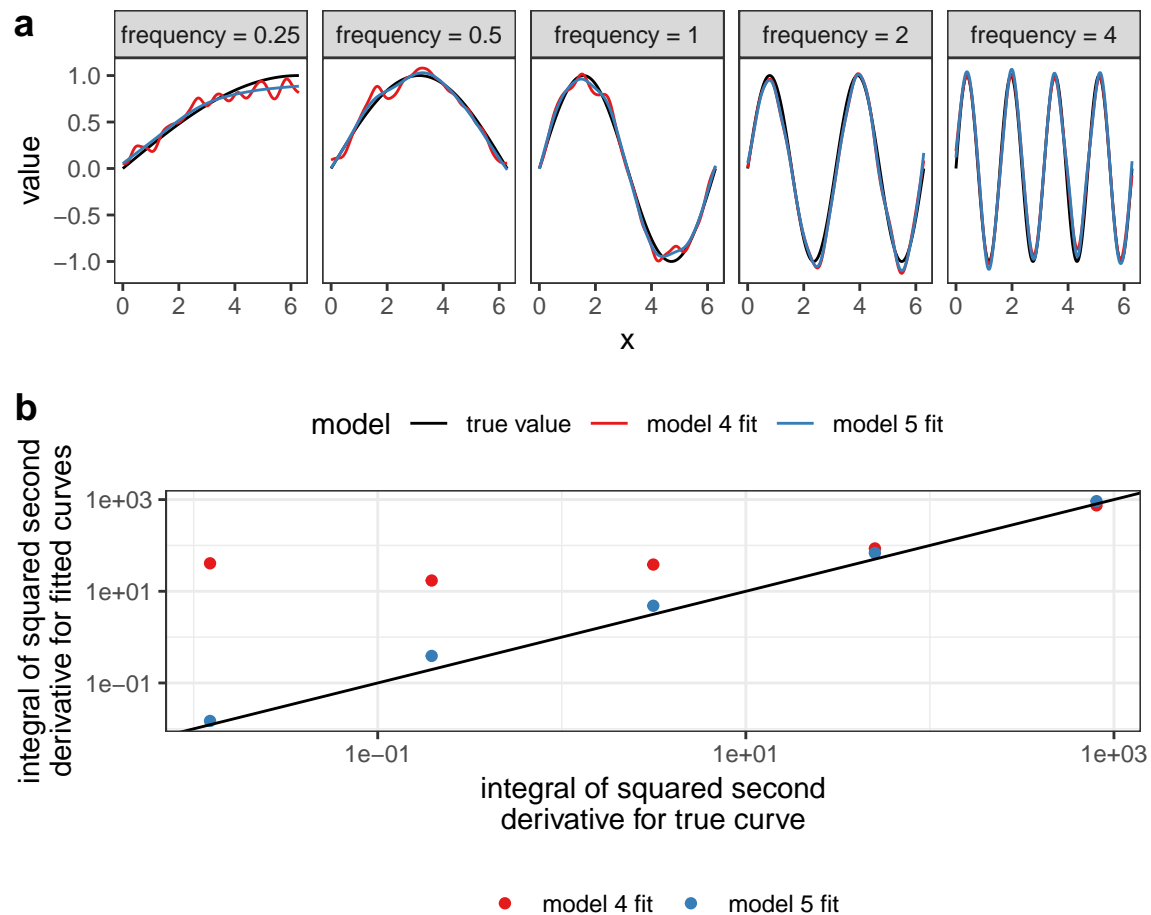 a
frequency = 0.25 frequency = 0.5 frequency = 1 frequency = 2 frequency = 4
1.0
0.5
0.0
−0.5
−1.0
value
0 2 4 6 0 2 4 6 0 2 4 6 0 2 4 6 0 2 4 6
x
b
model true value model 4 fit model 5 fit
integral of squared second
derivative for fitted curves
1e+03
1e+01
1e−01
1e−01 1e+01 1e+03
integral of squared second
derivative for true curve
model 4 fit model 5 fit